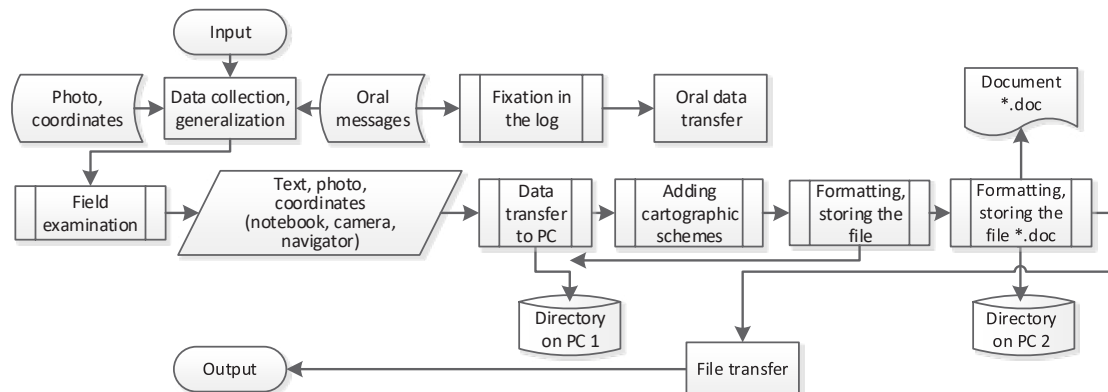 Input
Photo,
coordinates
Data collection,
generalization
Oral
messages
Fixation in
the log
Oral data
transfer
Document
*.doc
Field
examination
Text, photo,
coordinates
(notebook, camera,
navigator)
Data
transfer
to PC
Adding
cartographic
schemes
Formatting,
storing the
file
Formatting,
storing the
file *.doc
Directory
on PC 1
Directory
on PC 2
Output
File transfer